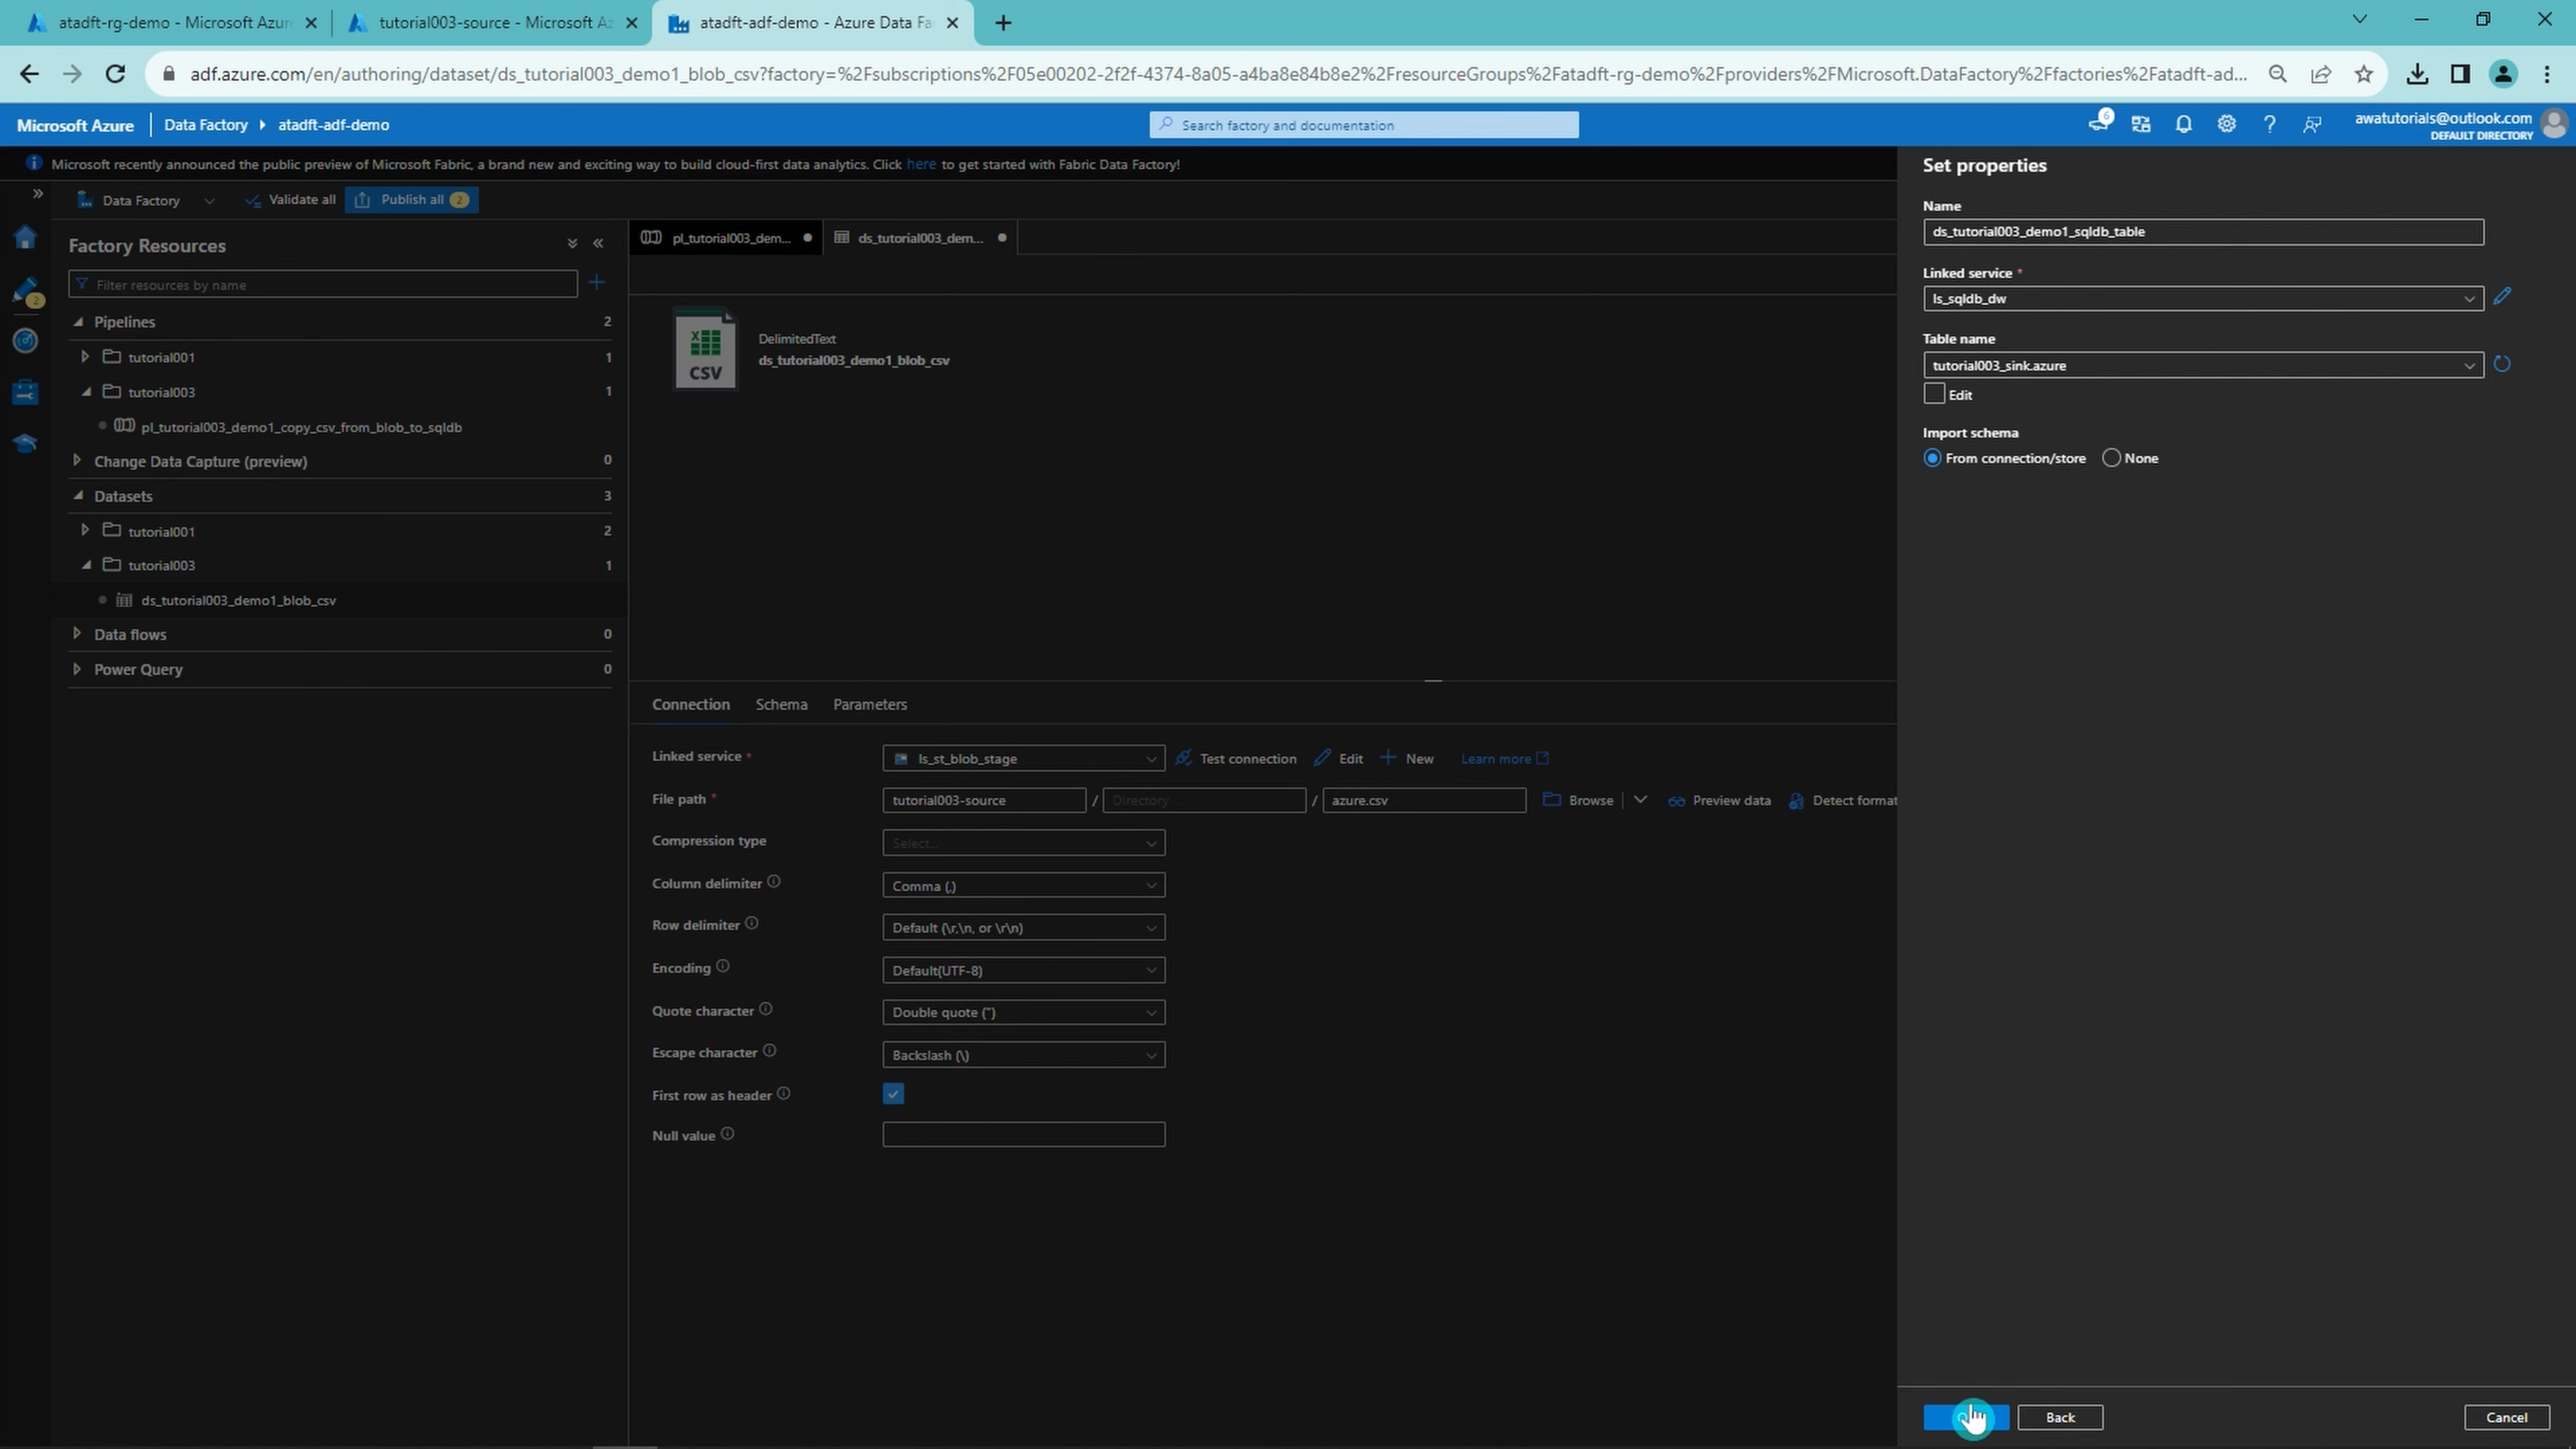 atadft-rg-demo - Microsoft Azur
tutorial003-source - Microsoft Az
atadft-adf-demo - Azure Data Fa
adf.azure.com/en/authoring/dataset/ds_tutorial003_demo1_blob_csv?factory=%2Fsubscriptions%2F05e00202-2f2f-4374-8a05-a4ba8e84b8e2%2FresourceGroups%2Fatadft-rg-demo%2Fproviders%2FMicrosoft.DataFactory%2Ffactories%2Fatadft-ad...
Microsoft Azure
Data Factory
atadft-adf-demo
Search factory and documentation
6
awatutorials@outlook.com
DEFAULT DIRECTORY
Microsoft recently announced the public preview of Microsoft Fabric, a brand new and exciting way to build cloud-first data analytics. Click here to get started with Fabric Data Factory!
Data Factory
Validate all
Publish all 2
Factory Resources
Filter resources by name
2
Pipelines 2
tutorial001 1
tutorial003 1
pl_tutorial003_demo1_copy_csv_from_blob_to_sqldb
Change Data Capture (preview) 0
Datasets 3
tutorial001 2
tutorial003 1
ds_tutorial003_demo1_blob_csv
Data flows 0
Power Query 0
pl_tutorial003_dem...
ds_tutorial003_dem...
CSV
DelimitedText
ds_tutorial003_demo1_blob_csv
Connection
Schema
Parameters
Linked service *
ls_st_blob_stage
Test connection
Edit
New
Learn more
File path *
tutorial003-source / Directory / azure.csv
Browse
Preview data
Detect format
Compression type
Select...
Column delimiter
Comma (,)
Row delimiter
Default (\r,\n, or \r\n)
Encoding
Default(UTF-8)
Quote character
Double quote (")
Escape character
Backslash (\)
First row as header
Null value
Set properties
Name
ds_tutorial003_demo1_sqldb_table
Linked service *
ls_sqldb_dw
Table name
tutorial003_sink.azure
Edit
Import schema
From connection/store
None
Back
Cancel